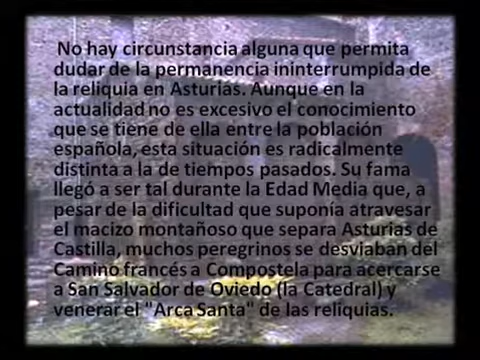 No hay circunstancia alguna que permita
dudar de la permanencia ininterrumpida de
la reliquia en Asturias. Aunque en la
actualidad no es excesivo el conocimiento
que se tiene de ella entre la población
española, esta situación es radicalmente
distinta a la de tiempos pasados. Su fama
llegó a ser tal durante la Edad Media que, a
pesar de la dificultad que suponía atravesar
el macizo montañoso que separa Asturias de
Castilla, muchos peregrinos se desviaban del
Camino francés a Compostela para acercarse
a San Salvador de Oviedo (la Catedral) y
venerar el "Arca Santa" de las reliquias.